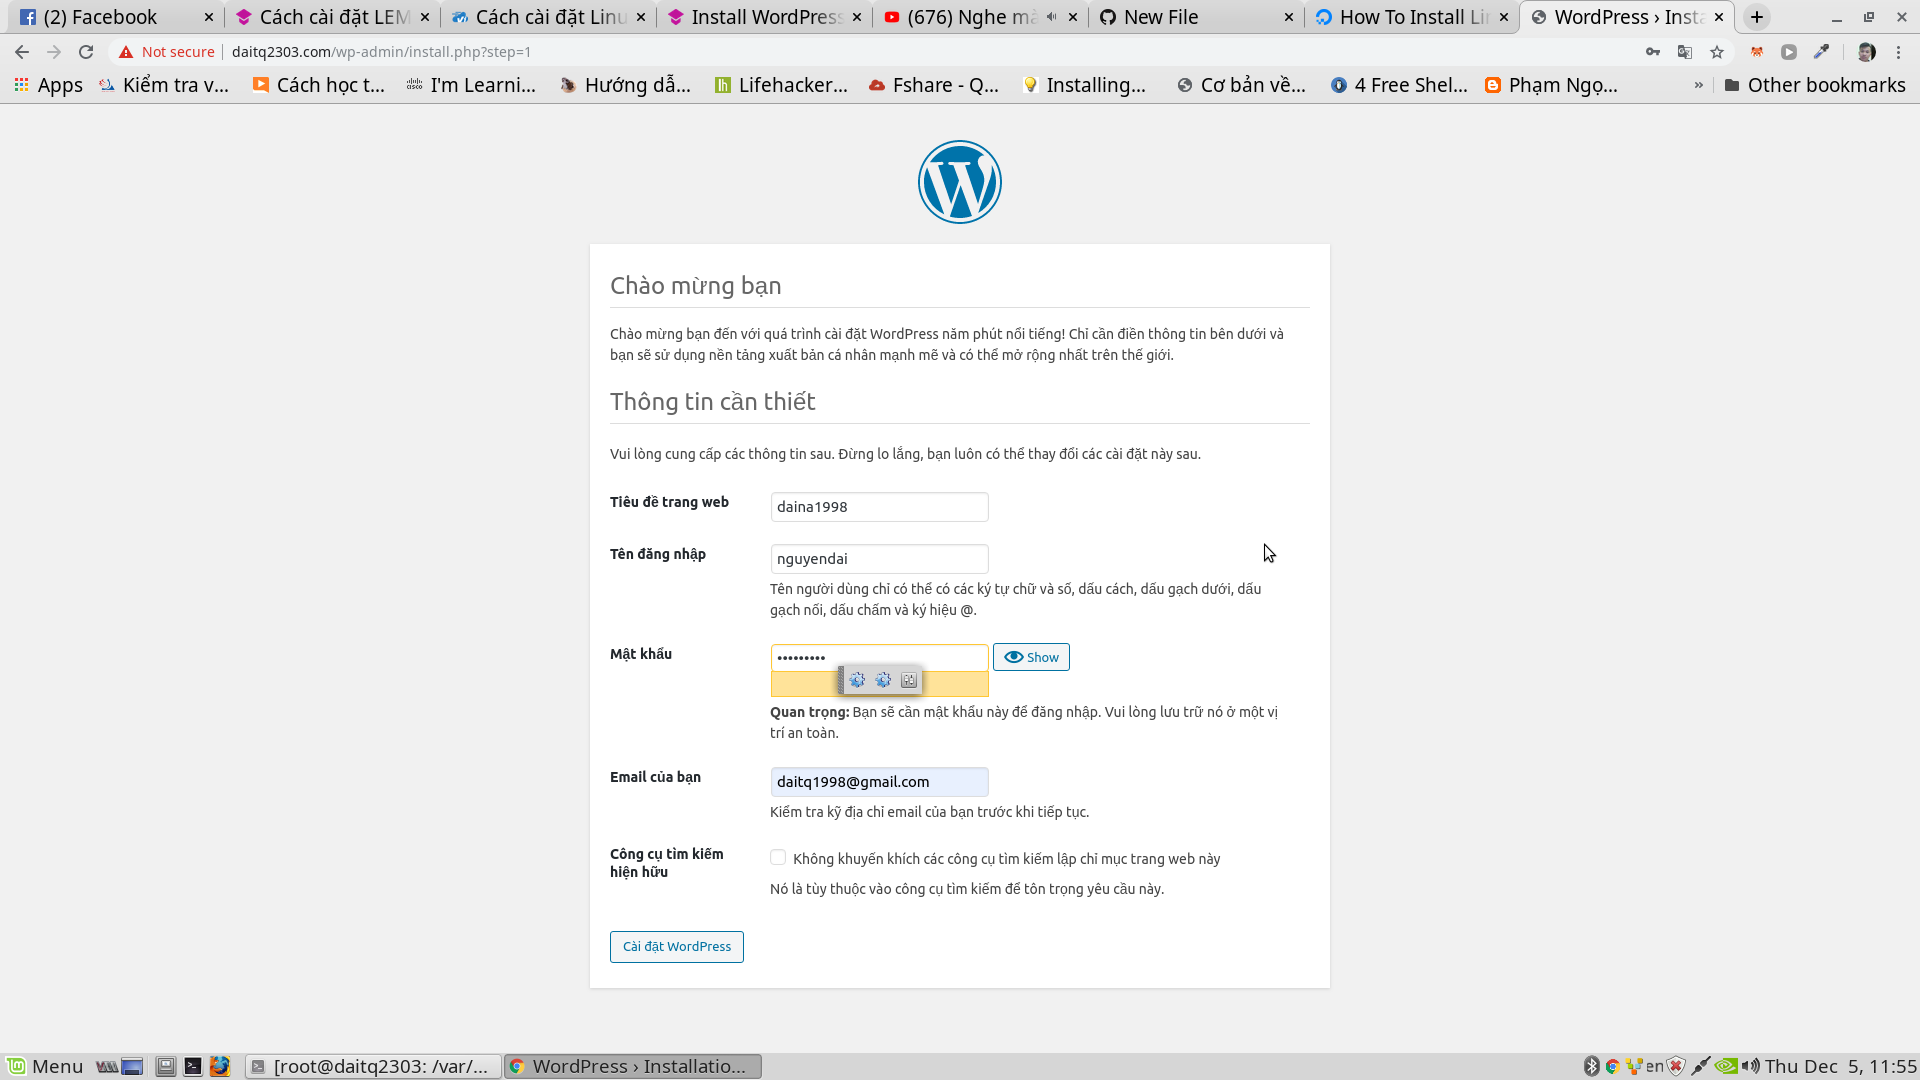 (2) Facebook
Cách cài đặt LEM
Cách cài đặt Linu
Install WordPress
(676) Nghe mà
New File
How To Install Li
WordPress › Insta
Not secure
daitq2303.com/wp-admin/install.php?step=1
Apps
Kiểm tra v...
Cách học t...
I'm Learni...
Hướng dẫ...
Lifehacker...
Fshare - Q...
Installing...
Cơ bản về...
4 Free Shel...
Phạm Ngọ...
»
Other bookmarks
Chào mừng bạn
Chào mừng bạn đến với quá trình cài đặt WordPress năm phút nổi tiếng! Chỉ cần điền thông tin bên dưới và
bạn sẽ sử dụng nền tảng xuất bản cá nhân mạnh mẽ và có thể mở rộng nhất trên thế giới.
Thông tin cần thiết
Vui lòng cung cấp các thông tin sau. Đừng lo lắng, bạn luôn có thể thay đổi các cài đặt này sau.
Tiêu đề trang web
daina1998
Tên đăng nhập
nguyendai
Tên người dùng chỉ có thể có các ký tự chữ và số, dấu cách, dấu gạch dưới, dấu
gạch nối, dấu chấm và ký hiệu @.
Mật khẩu
•••••••••
Show
Quan trọng: Bạn sẽ cần mật khẩu này để đăng nhập. Vui lòng lưu trữ nó ở một vị
trí an toàn.
Email của bạn
daitq1998@gmail.com
Kiểm tra kỹ địa chỉ email của bạn trước khi tiếp tục.
Công cụ tìm kiếm
hiện hữu
Không khuyến khích các công cụ tìm kiếm lập chỉ mục trang web này
Nó là tùy thuộc vào công cụ tìm kiếm để tôn trọng yêu cầu này.
Cài đặt WordPress
Menu
[root@daitq2303: /var/...
WordPress › Installatio...
en
Thu Dec 5, 11:55